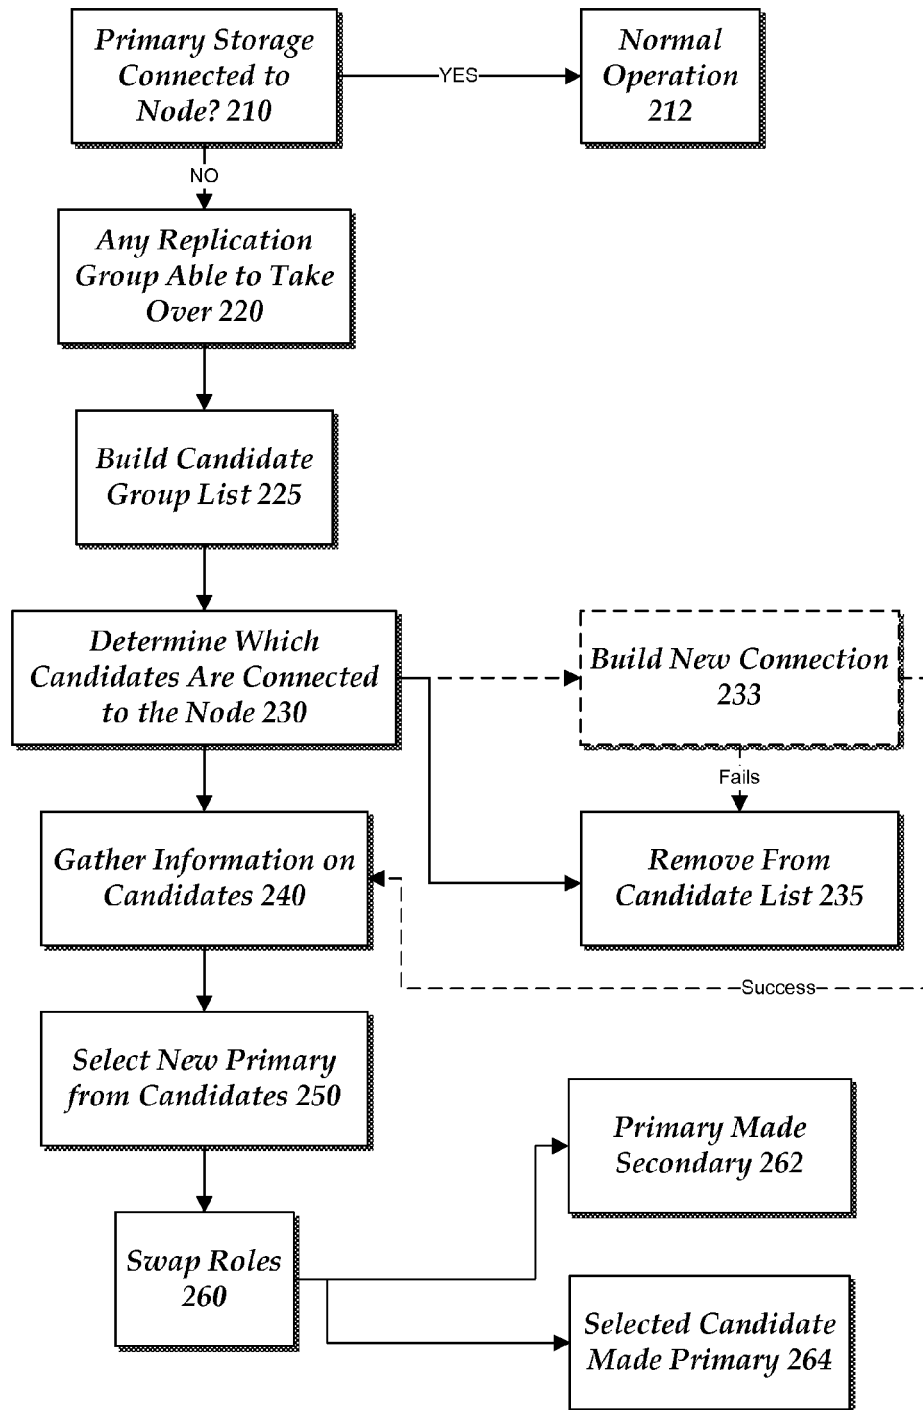 Primary Storage
Connected to
Node? 210
YES
Normal
Operation
212
NO
Any Replication
Group Able to Take
Over 220
Build Candidate
Group List 225
Determine Which
Candidates Are Connected
to the Node 230
Build New Connection
233
Fails
Gather Information on
Candidates 240
Remove From
Candidate List 235
Success
Select New Primary
from Candidates 250
Primary Made
Secondary 262
Swap Roles
260
Selected Candidate
Made Primary 264